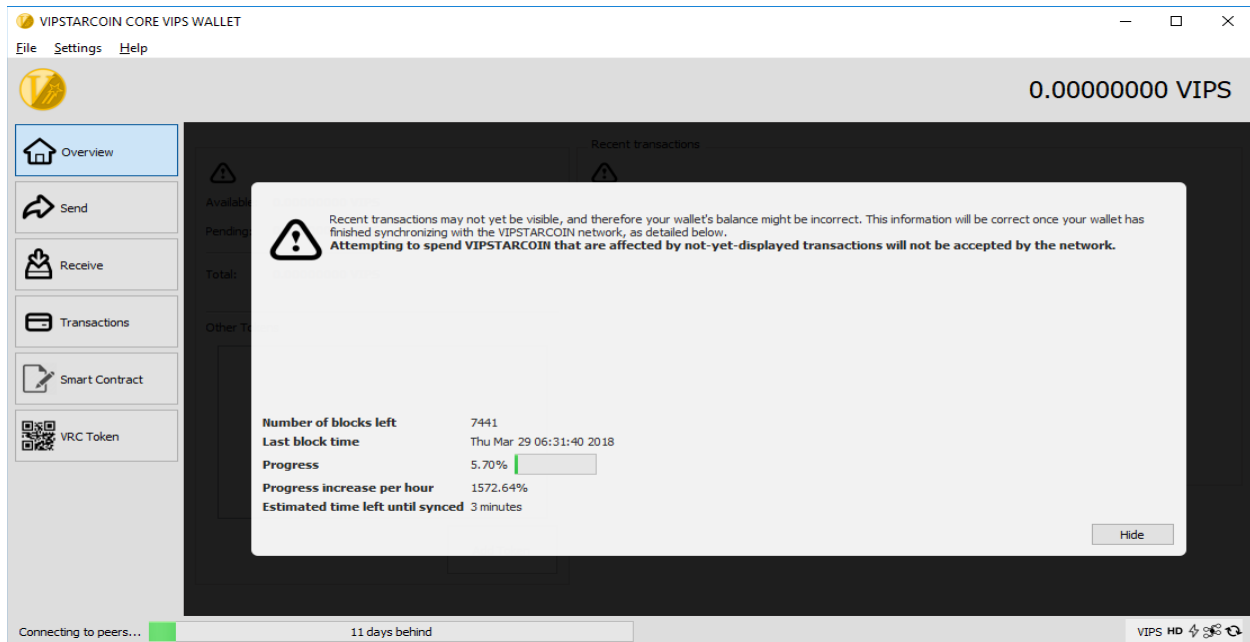 VIPSTARCOIN CORE VIPS WALLET
File Settings Help
0.00000000 VIPS
Overview
Send
Receive
Transactions
Smart Contract
VRC Token
Recent transactions
Available
Pending:
Total:
Other To
Recent transactions may not yet be visible, and therefore your wallet's balance might be incorrect. This information will be correct once your wallet has
finished synchronizing with the VIPSTARCOIN network, as detailed below.
Attempting to spend VIPSTARCOIN that are affected by not-yet-displayed transactions will not be accepted by the network.
Number of blocks left 7441
Last block time Thu Mar 29 06:31:40 2018
Progress 5.70%
Progress increase per hour 1572.64%
Estimated time left until synced 3 minutes
Hide
Connecting to peers... 11 days behind VIPS HD